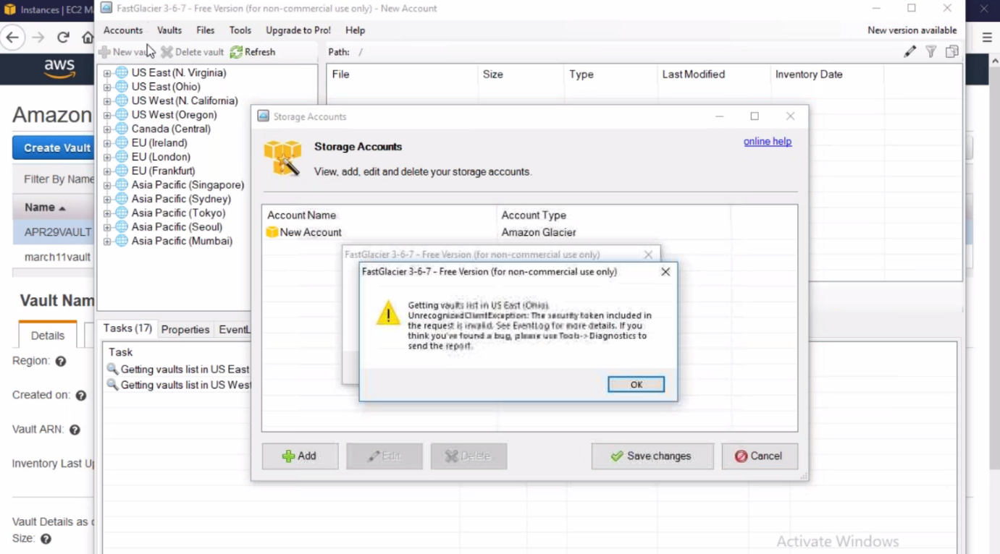 Instances | EC2 M
FastGlacier 3-6-7 - Free Version (for non-commercial use only) - New Account
Accounts Vaults Files Tools Upgrade to Pro! Help New version available
New vau Delete vault Refresh Path: /
aws
File Size Type Last Modified Inventory Date
US East (N. Virginia)
US East (Ohio)
US West (N. California)
US West (Oregon)
Canada (Central)
EU (Ireland)
EU (London)
EU (Frankfurt)
Asia Pacific (Singapore)
Asia Pacific (Sydney)
Asia Pacific (Tokyo)
Asia Pacific (Seoul)
Asia Pacific (Mumbai)
Amazon
Create Vault
Filter By Name
Name
APR29VAULT
march11vault
Vault Nam
Details
Region:
Created on:
Vault ARN:
Inventory Last Up
Vault Details as o
Size:
Storage Accounts
online help
Storage Accounts
View, add, edit and delete your storage accounts.
Account Name Account Type
New Account Amazon Glacier
FastGlacier 3-6-7 - Free Version (for non-commercial use only)
FastGlacier 3-6-7 - Free Version (for non-commercial use only)
Getting vaults list in US East (Ohio).
UnrecognizedClientException: The security token included in
the request is invalid. See EventLog for more details. If you
think you've found a bug, please use Tools-> Diagnostics to
send the report.
OK
Add Edit Delete Save changes Cancel
Tasks (17) Properties EventL
Task
Getting vaults list in US East
Getting vaults list in US West
Activate Windows